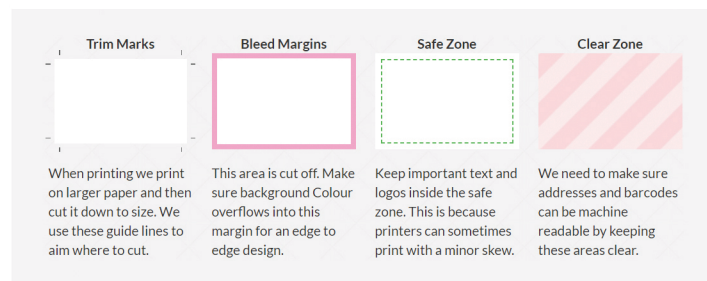 Trim Marks
When printing we print
on larger paper and then
cut it down to size. We
use these guide lines to
aim where to cut.
Bleed Margins
This area is cut off. Make
sure background Colour
overflows into this
margin for an edge to
edge design.
Safe Zone
Keep important text and
logos inside the safe
zone. This is because
printers can sometimes
print with a minor skew.
Clear Zone
We need to make sure
addresses and barcodes
can be machine
readable by keeping
these areas clear.